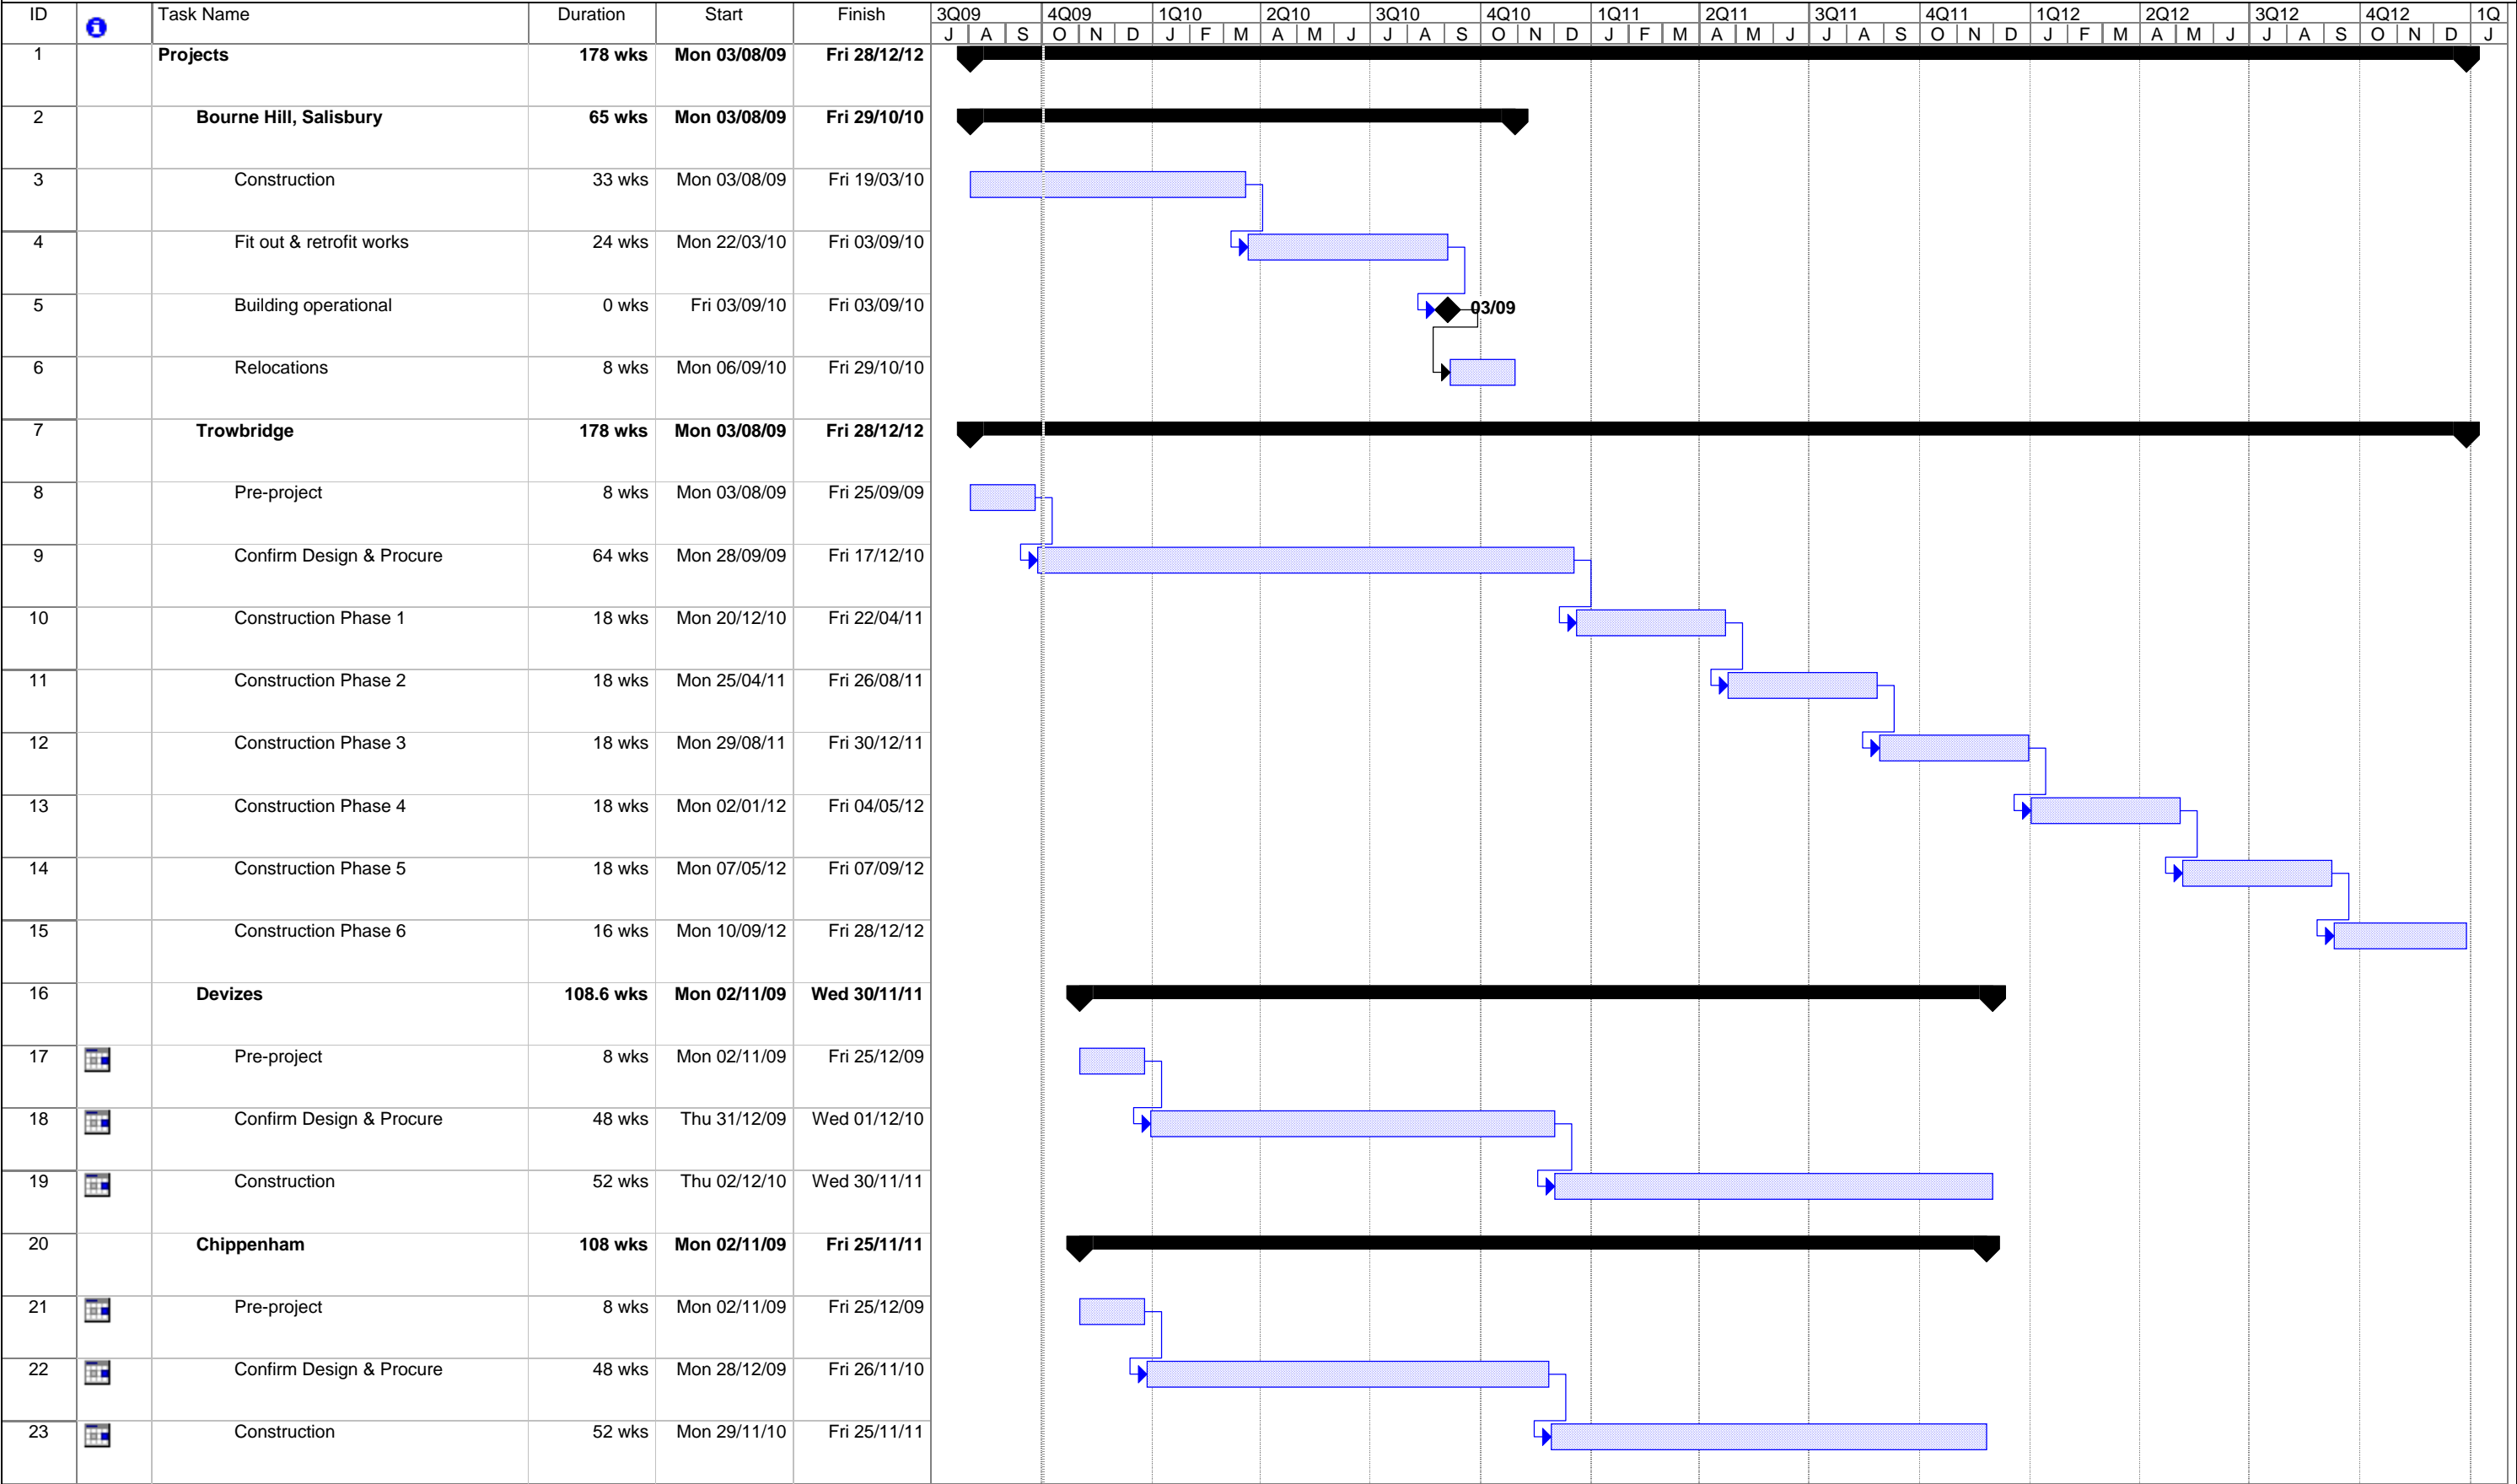 ID Task Name Duration Start Finish 3Q09 4Q09 1Q10 2Q10 3Q10 4Q10 1Q11 2Q11 3Q11 4Q11 1Q12 2Q12 3Q12 4Q12 1Q
i J A S O N D J F M A M J J A S O N D J F M A M J J A S O N D J F M A M J J A S O N D J
1 Projects 178 wks Mon 03/08/09 Fri 28/12/12
2 Bourne Hill, Salisbury 65 wks Mon 03/08/09 Fri 29/10/10
3 Construction 33 wks Mon 03/08/09 Fri 19/03/10
4 Fit out & retrofit works 24 wks Mon 22/03/10 Fri 03/09/10
5 Building operational 0 wks Fri 03/09/10 Fri 03/09/10 03/09
6 Relocations 8 wks Mon 06/09/10 Fri 29/10/10
7 Trowbridge 178 wks Mon 03/08/09 Fri 28/12/12
8 Pre-project 8 wks Mon 03/08/09 Fri 25/09/09
9 Confirm Design & Procure 64 wks Mon 28/09/09 Fri 17/12/10
10 Construction Phase 1 18 wks Mon 20/12/10 Fri 22/04/11
11 Construction Phase 2 18 wks Mon 25/04/11 Fri 26/08/11
12 Construction Phase 3 18 wks Mon 29/08/11 Fri 30/12/11
13 Construction Phase 4 18 wks Mon 02/01/12 Fri 04/05/12
14 Construction Phase 5 18 wks Mon 07/05/12 Fri 07/09/12
15 Construction Phase 6 16 wks Mon 10/09/12 Fri 28/12/12
16 Devizes 108.6 wks Mon 02/11/09 Wed 30/11/11
17 Pre-project 8 wks Mon 02/11/09 Fri 25/12/09
18 Confirm Design & Procure 48 wks Thu 31/12/09 Wed 01/12/10
19 Construction 52 wks Thu 02/12/10 Wed 30/11/11
20 Chippenham 108 wks Mon 02/11/09 Fri 25/11/11
21 Pre-project 8 wks Mon 02/11/09 Fri 25/12/09
22 Confirm Design & Procure 48 wks Mon 28/12/09 Fri 26/11/10
23 Construction 52 wks Mon 29/11/10 Fri 25/11/11